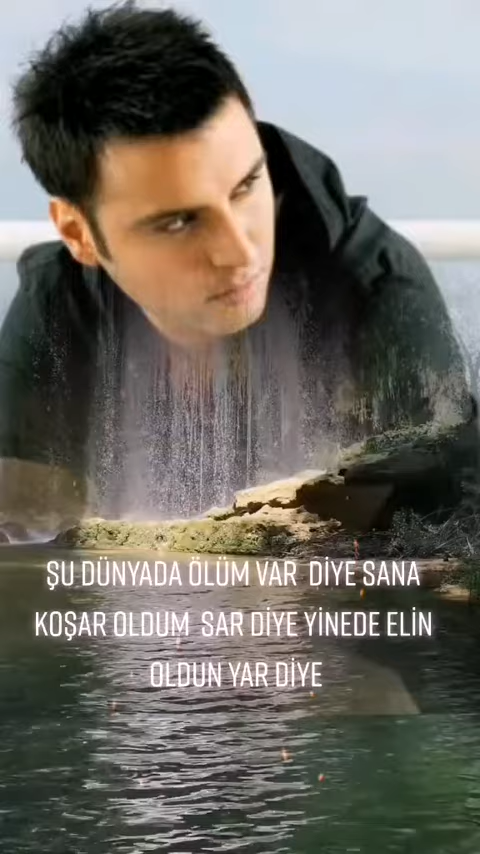 ŞU DÜNYADA ÖLÜM VAR DİYE SANA
KOŞAR OLDUM SAR DİYE YİNEDE ELİN
OLDUN YAR DİYE